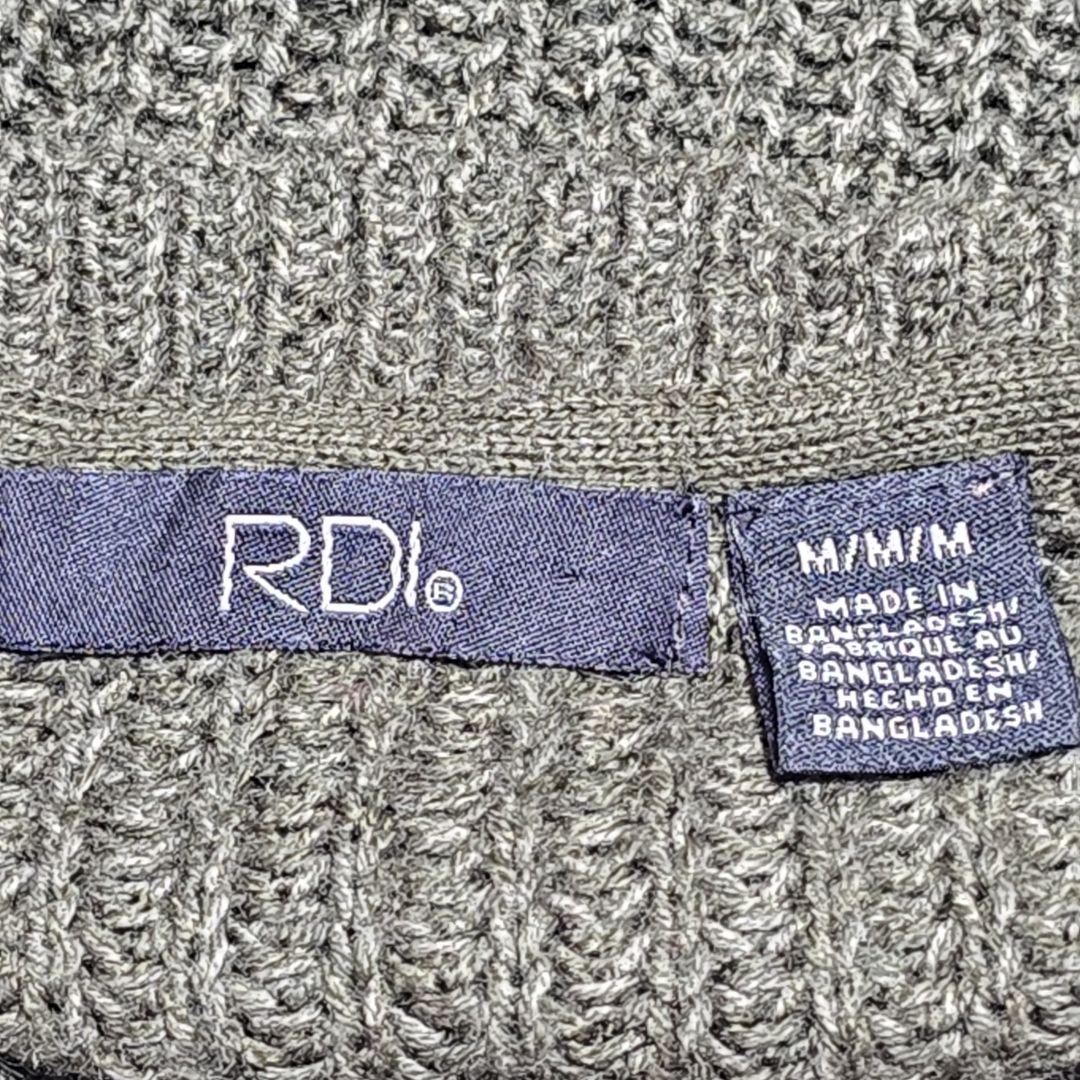 RDI®
M/M/M
MADE IN
BANGLADESH/
FABRIQUE AU
BANGLADESH/
HECHO EN
BANGLADESH